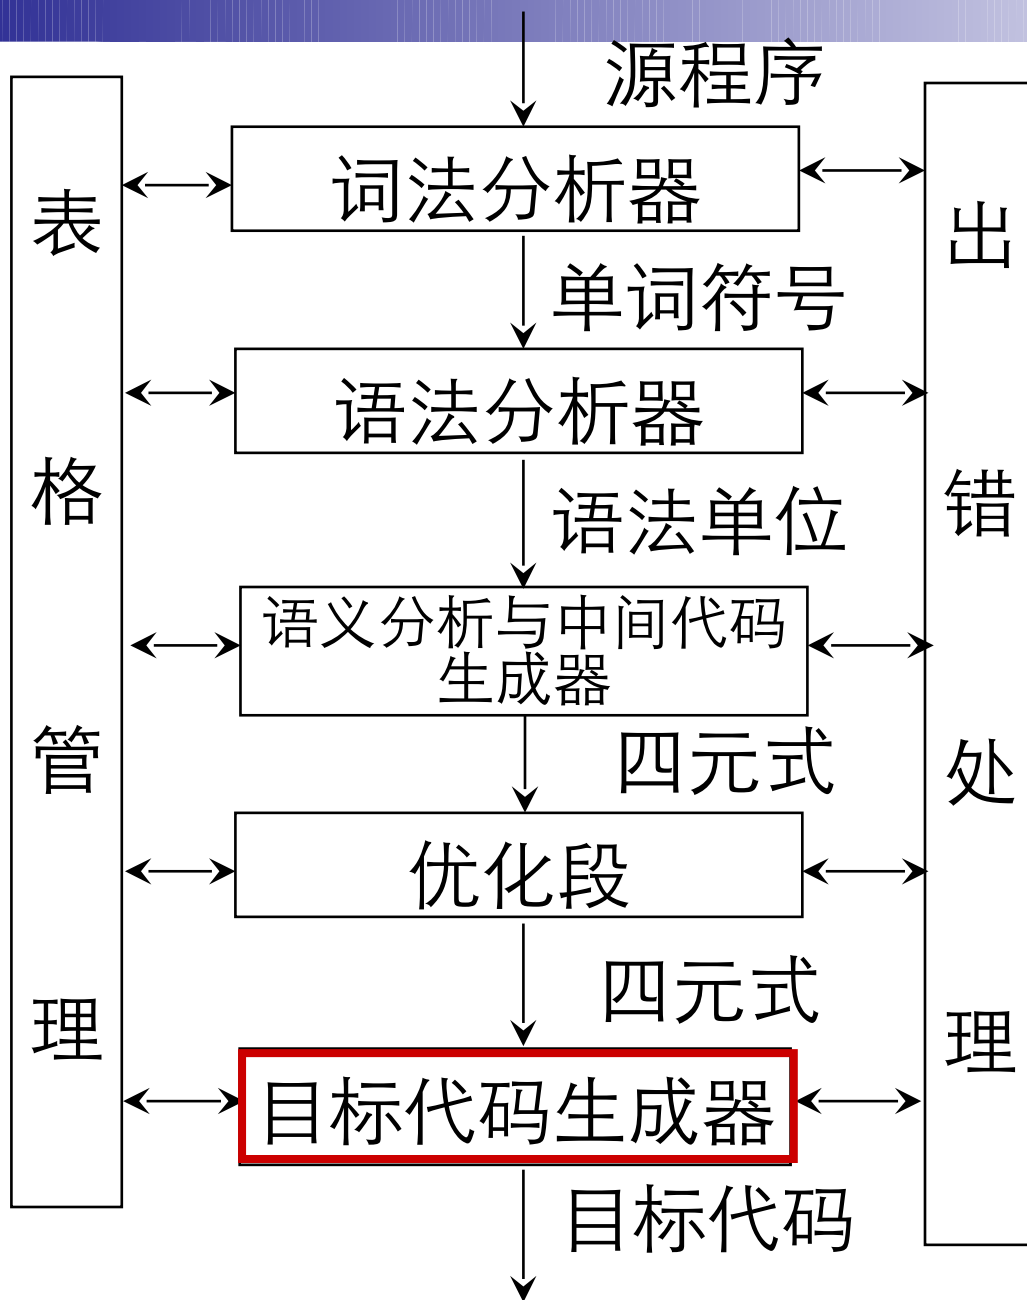 源程序
词法分析器
单词符号
语法分析器
语法单位
语义分析与中间代码
生成器
四元式
优化段
四元式
目标代码生成器
目标代码
表
格
管
理
出
错
处
理